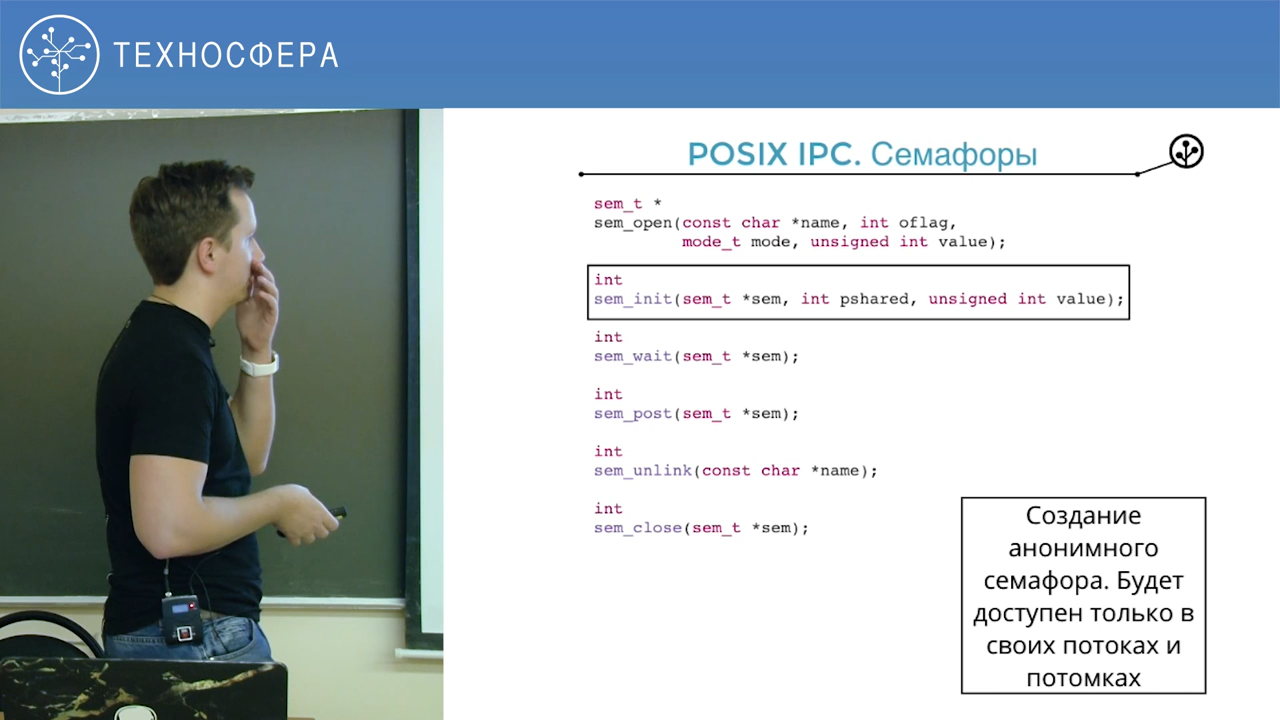 ТЕХНОСФЕРА
POSIX IPC. Семафоры
sem_t *
sem_open(const char *name, int oflag,
mode_t mode, unsigned int value);
int
sem_init(sem_t *sem, int pshared, unsigned int value);
int
sem_wait(sem_t *sem);
int
sem_post(sem_t *sem);
int
sem_unlink(const char *name);
int
sem_close(sem_t *sem);
Создание
анонимного
семафора. Будет
доступен только в
своих потоках и
потомках